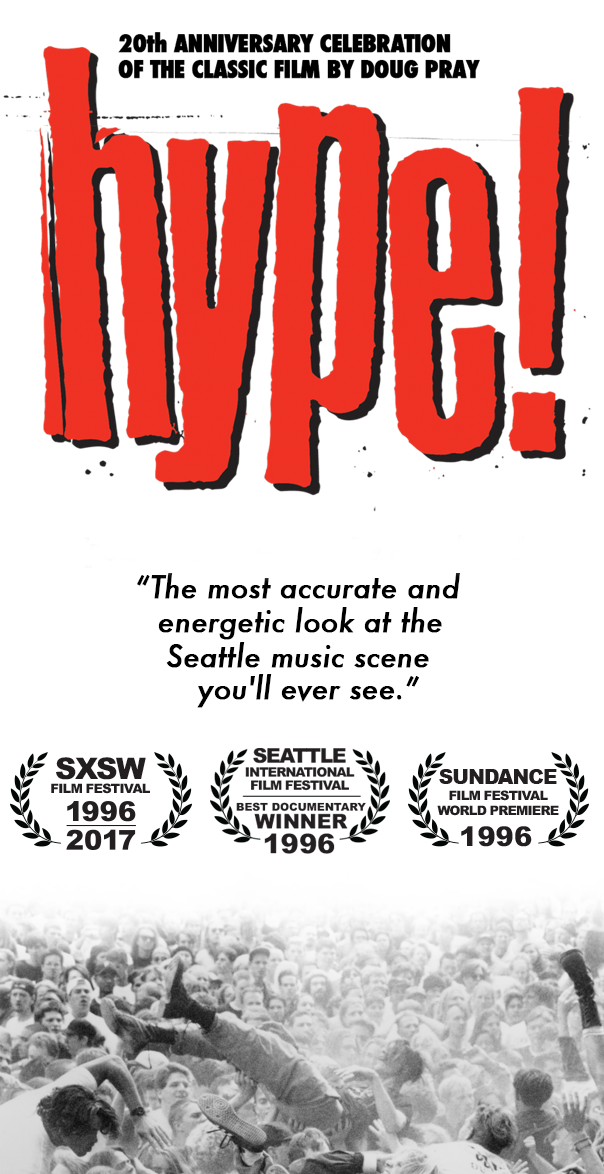 20th ANNIVERSARY CELEBRATION
OF THE CLASSIC FILM BY DOUG PRAY
hype!
“The most accurate and
energetic look at the
Seattle music scene
you'll ever see.”
SXSW
FILM FESTIVAL
1996
2017
SEATTLE
INTERNATIONAL
FILM FESTIVAL
BEST DOCUMENTARY
WINNER
1996
SUNDANCE
FILM FESTIVAL
WORLD PREMIERE
1996